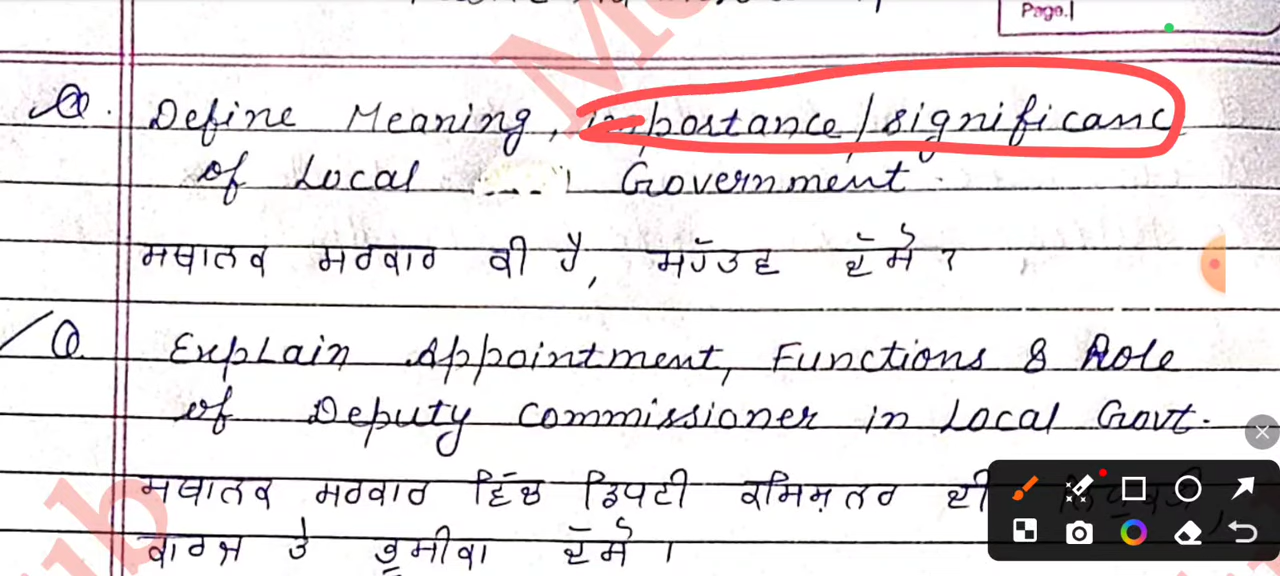 Page.
Q. Define Meaning, importance/significanc
of Local Government.
ਸਥਾਨਕ ਸਰਕਾਰ ਕੀ ਹੈ, ਮਹੱਤਵ ਦੱਸੋ ?
Q. Explain Appointment, Functions & Role
of Deputy Commissioner in Local Govt.
ਸਥਾਨਕ ਸਰਕਾਰ ਵਿੱਚ ਡਿਪਟੀ ਕਮਿਸ਼ਨਰ ਦੀ
ਕਾਰਜ ਤੇ ਭੂਮੀਕਾ ਦੱਸੋ ।